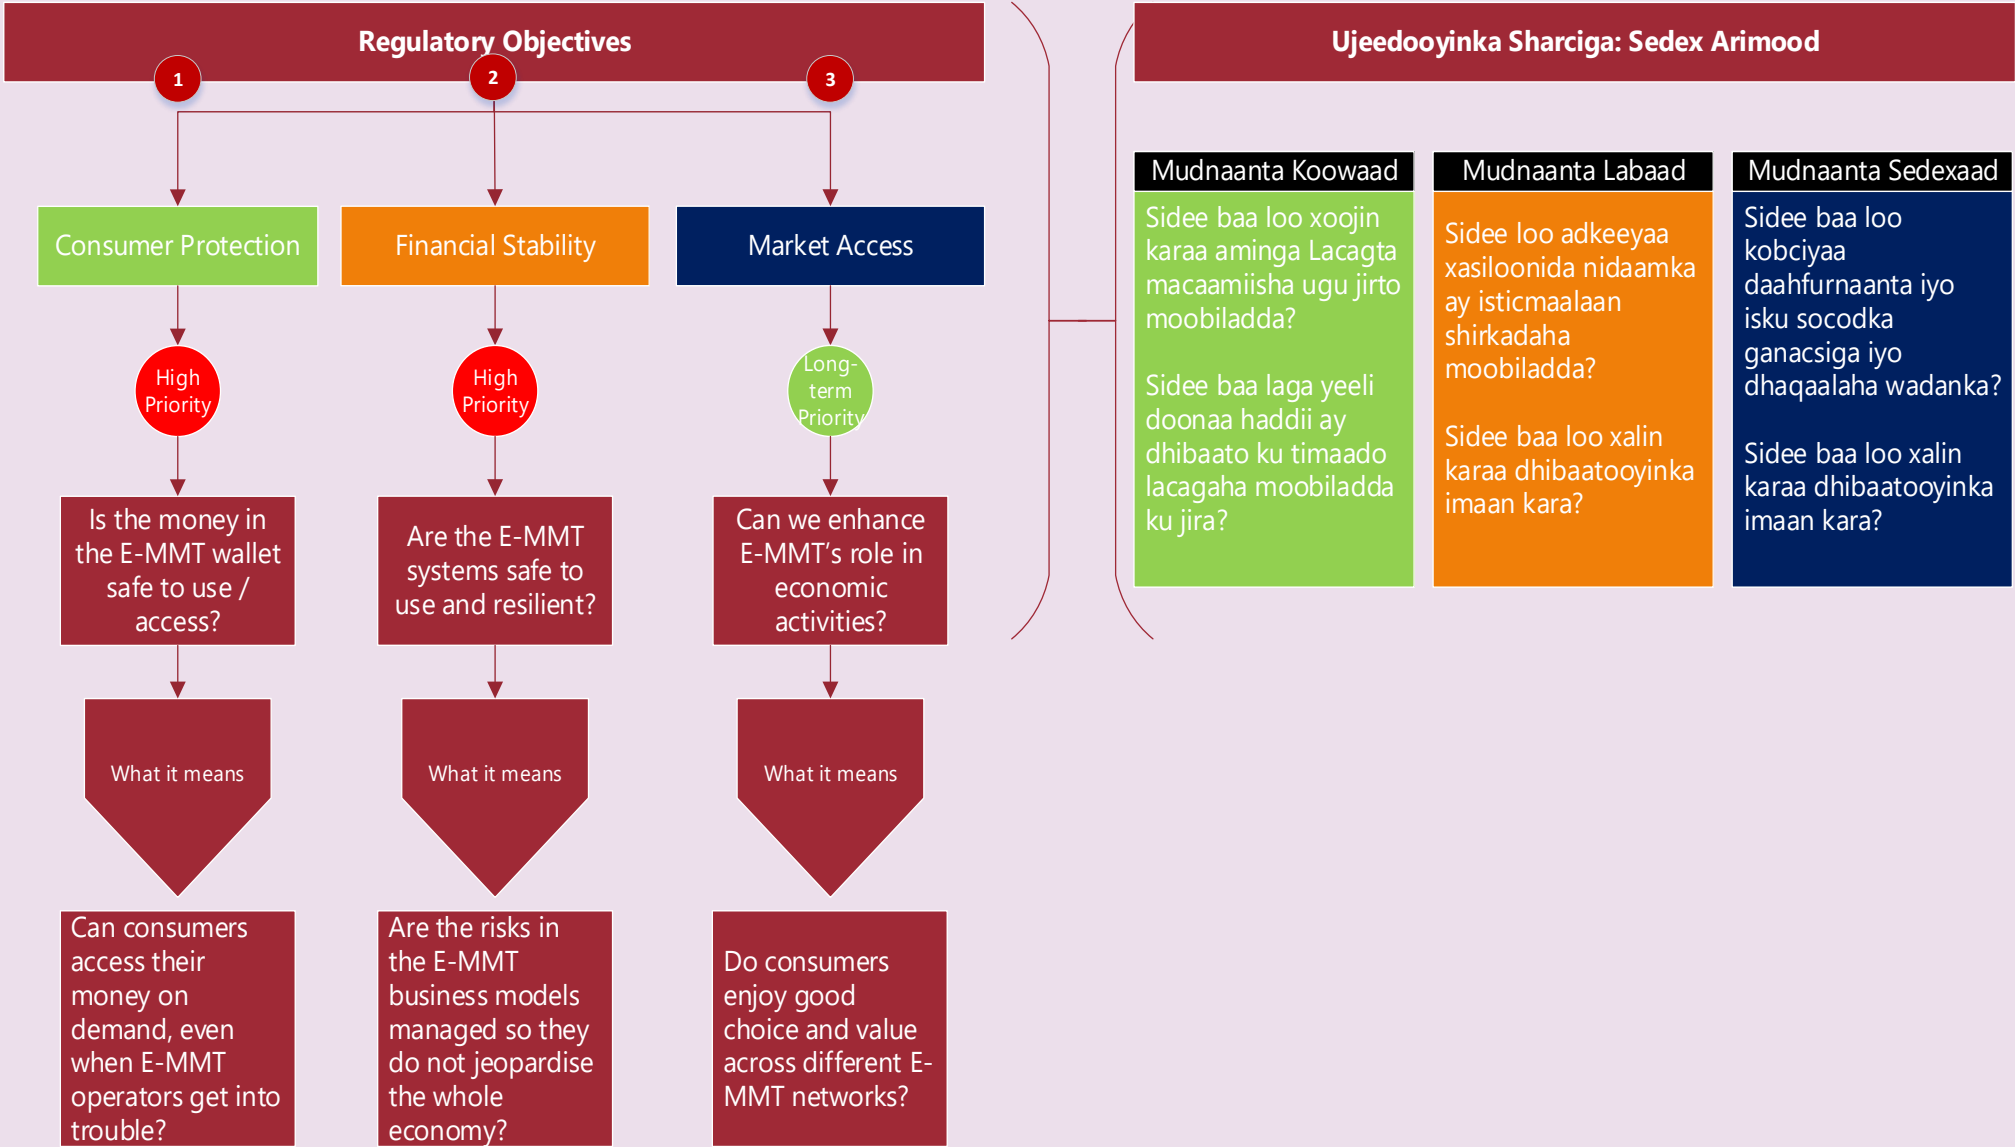 Regulatory Objectives
1
2
3
Consumer Protection
Financial Stability
Market Access
High
Priority
High
Priority
Long-
term
Priority
Is the money in
the E-MMT wallet
safe to use /
access?
Are the E-MMT
systems safe to
use and resilient?
Can we enhance
E-MMT’s role in
economic
activities?
What it means
What it means
What it means
Can consumers
access their
money on
demand, even
when E-MMT
operators get into
trouble?
Are the risks in
the E-MMT
business models
managed so they
do not jeopardise
the whole
economy?
Do consumers
enjoy good
choice and value
across different E-
MMT networks?
Ujeedooyinka Sharciga: Sedex Arimood
Mudnaanta Koowaad
Sidee baa loo xoojin
karaa aminga Lacagta
macaamiisha ugu jirto
moobiladda?
Sidee baa laga yeeli
doonaa haddii ay
dhibaato ku timaado
lacagaha moobiladda
ku jira?
Mudnaanta Labaad
Sidee loo adkeeyaa
xasiloonida nidaamka
ay isticmaalaan
shirkadaha
moobiladda?
Sidee baa loo xalin
karaa dhibaatooyinka
imaan kara?
Mudnaanta Sedexaad
Sidee baa loo
kobciyaa
daahfurnaanta iyo
isku socodka
ganacsiga iyo
dhaqaalaha wadanka?
Sidee baa loo xalin
karaa dhibaatooyinka
imaan kara?